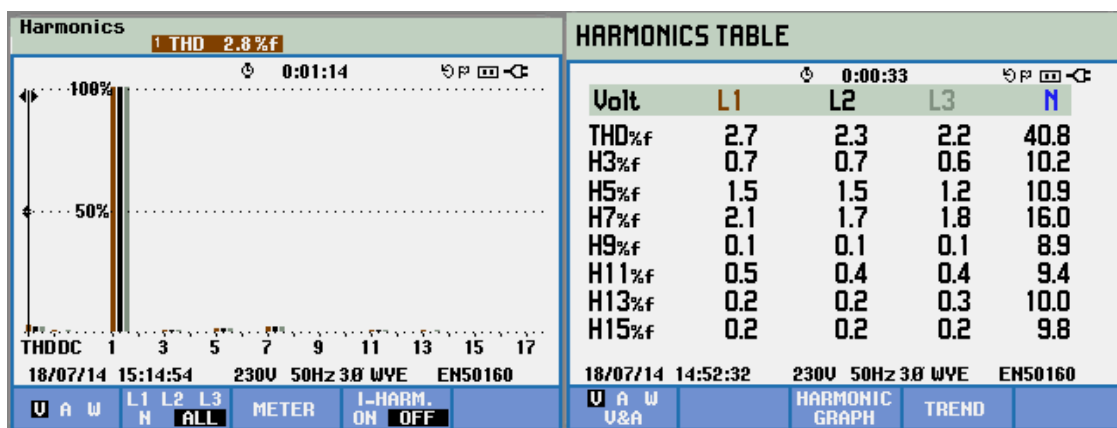 Harmonics
1 THD 2.8%f
0:01:14
100%
50%
THD DC 1 3 5 7 9 11 13 15 17
18/07/14 15:14:54 230V 50Hz 3Ø WYE EN50160
V A W L1 L2 L3 N ALL METER I-HARM. ON OFF
HARMONICS TABLE
0:00:33
Volt L1 L2 L3 N
THD%f 2.7 2.3 2.2 40.8
H3%f 0.7 0.7 0.6 10.2
H5%f 1.5 1.5 1.2 10.9
H7%f 2.1 1.7 1.8 16.0
H9%f 0.1 0.1 0.1 8.9
H11%f 0.5 0.4 0.4 9.4
H13%f 0.2 0.2 0.3 10.0
H15%f 0.2 0.2 0.2 9.8
18/07/14 14:52:32 230V 50Hz 3Ø WYE EN50160
V A W V&A HARMONIC GRAPH TREND